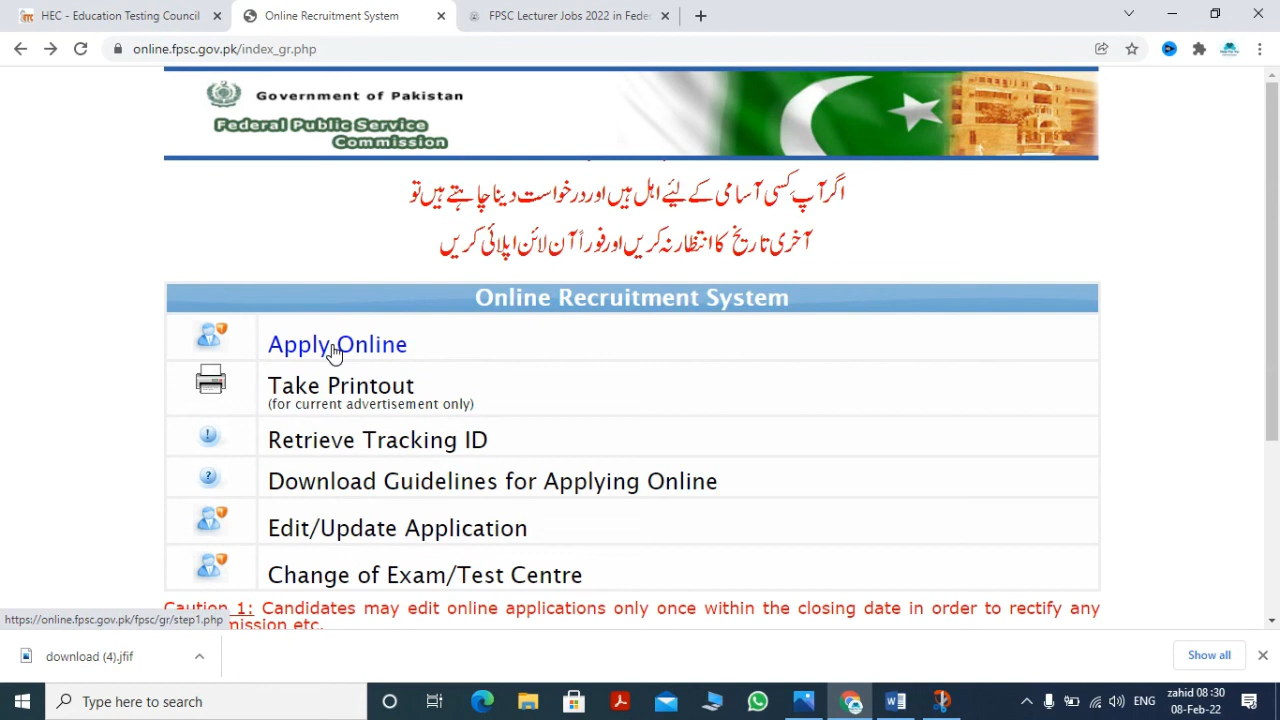 HEC - Education Testing Council
Online Recruitment System
FPSC Lecturer Jobs 2022 in Feder
online.fpsc.gov.pk/index_gr.php
Government of Pakistan
Federal Public Service
Commission
اگر آپ کسی آسامی کے لیئے اہل ہیں اور درخواست دینا چاہتے ہیں تو
آخری تاریخ کا انتظار نہ کریں اور فوراً آن لائن اپلائی کریں
Online Recruitment System
Apply Online
Take Printout
(for current advertisement only)
Retrieve Tracking ID
Download Guidelines for Applying Online
Edit/Update Application
Change of Exam/Test Centre
Caution 1: Candidates may edit online applications only once within the closing date in order to rectify any
mission etc.
https://online.fpsc.gov.pk/fpsc/gr/step1.php
download (4).jfif
Show all
Type here to search
ENG
zahid 08:30
08-Feb-22